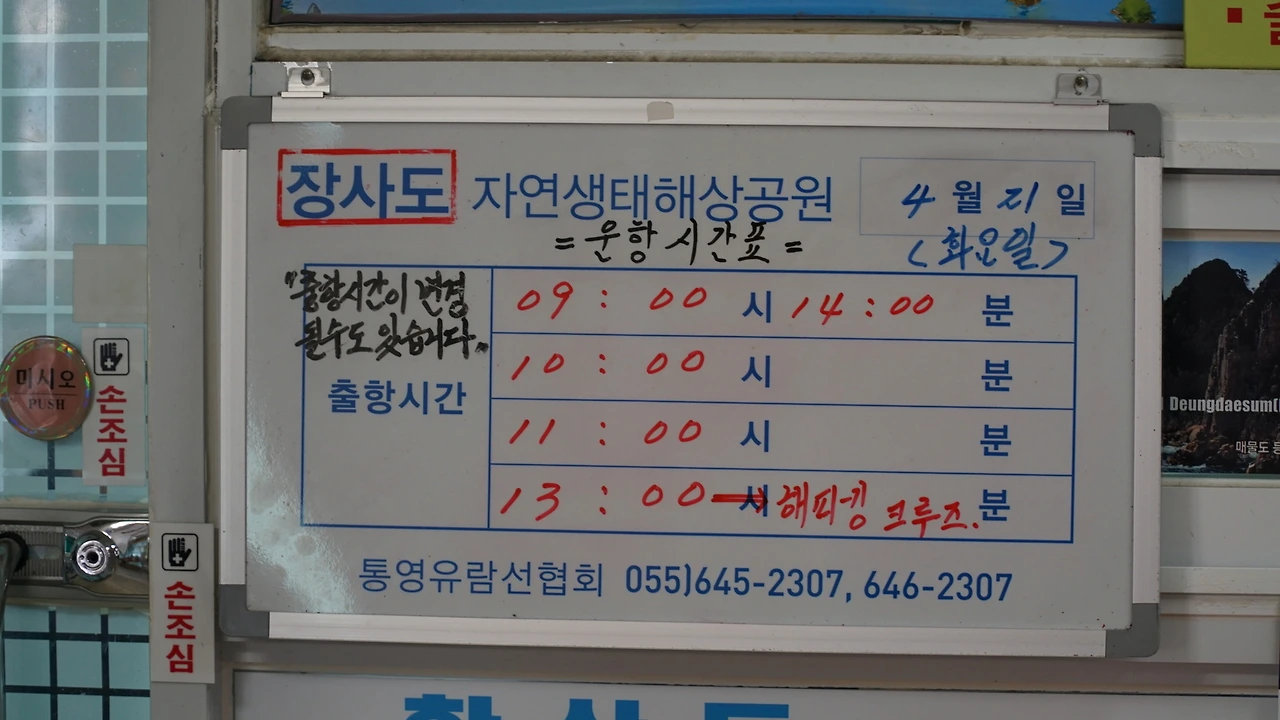 장사도 자연생태해상공원
4월 21일
= 운항시간표 =
(화요일)
"출항시간이 변경
될수도 있습니다.
출항시간
09 : 00 시 14 : 00 분
10 : 00 시 분
11 : 00 시 분
13 : 00 → 시 해피킹 크루즈. 분
통영유람선협회 055)645-2307, 646-2307
미시오
PUSH
손조심
손조심
Deungdaesum(
매물도 등